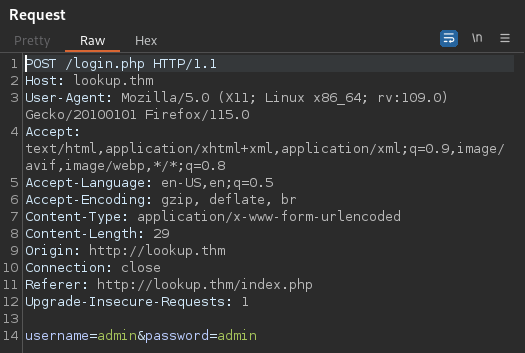 Request
Pretty Raw Hex \n
1 POST /login.php HTTP/1.1
2 Host: lookup.thm
3 User-Agent: Mozilla/5.0 (X11; Linux x86_64; rv:109.0)
Gecko/20100101 Firefox/115.0
4 Accept:
text/html,application/xhtml+xml,application/xml;q=0.9,image/
avif,image/webp,*/*;q=0.8
5 Accept-Language: en-US,en;q=0.5
6 Accept-Encoding: gzip, deflate, br
7 Content-Type: application/x-www-form-urlencoded
8 Content-Length: 29
9 Origin: http://lookup.thm
10 Connection: close
11 Referer: http://lookup.thm/index.php
12 Upgrade-Insecure-Requests: 1
13
14 username=admin&password=admin